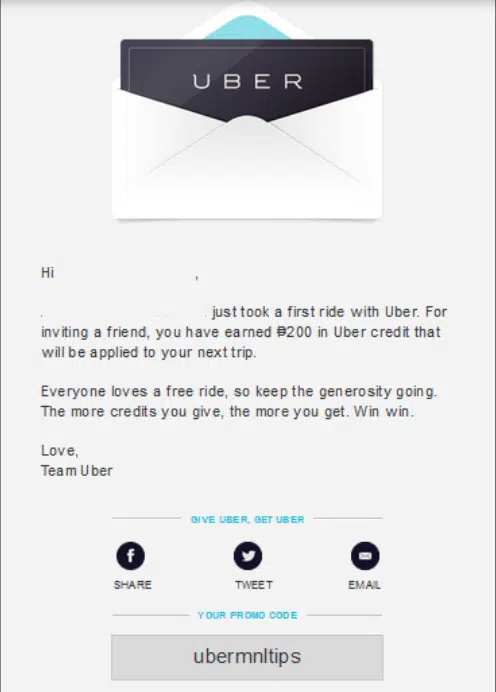 UBER
Hi ,
just took a first ride with Uber. For
inviting a friend, you have earned ₱200 in Uber credit that
will be applied to your next trip.
Everyone loves a free ride, so keep the generosity going.
The more credits you give, the more you get. Win win.
Love,
Team Uber
GIVE UBER, GET UBER
SHARE TWEET EMAIL
YOUR PROMO CODE
ubermnltips